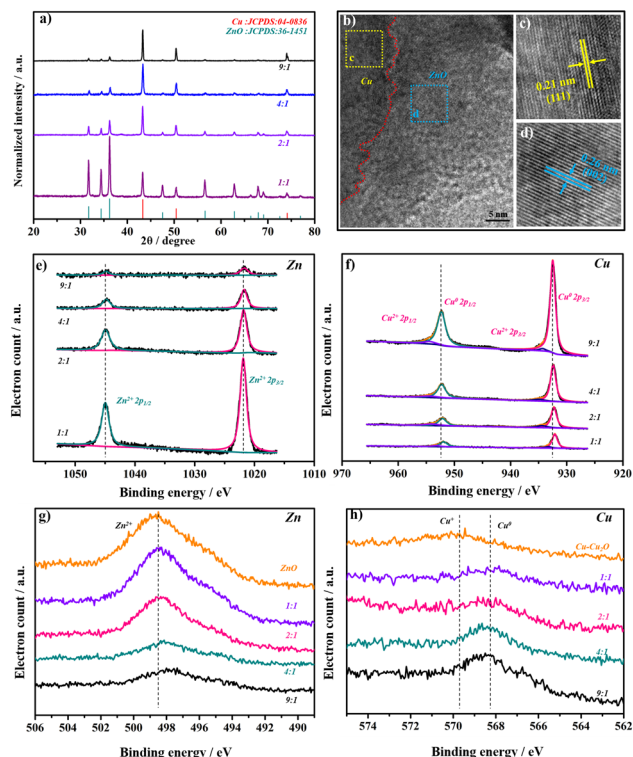 a)
Cu :JCPDS:04-0836
ZnO :JCPDS:36-1451
9:1
4:1
2:1
1:1
Normalized intensity / a.u.
20 30 40 50 60 70 80
2θ / degree
b)
c
Cu
ZnO
d
5 nm
c)
0.21 nm
(111)
d)
0.26 nm
(002)
e)
Zn
9:1
4:1
2:1
1:1
Zn²⁺ 2p₁/₂
Zn²⁺ 2p₃/₂
Electron count / a.u.
1050 1040 1030 1020 1010
Binding energy / eV
f)
Cu
Cu²⁺ 2p₁/₂
Cu⁰ 2p₁/₂
Cu²⁺ 2p₃/₂
Cu⁰ 2p₃/₂
9:1
4:1
2:1
1:1
Electron count / a.u.
970 960 950 940 930 920
Binding energy / eV
g)
Zn
Zn²⁺
ZnO
1:1
2:1
4:1
9:1
Electron count / a.u.
506 504 502 500 498 496 494 492 490
Binding energy / eV
h)
Cu
Cu⁺
Cu⁰
Cu-Cu₂O
1:1
2:1
4:1
9:1
Electron count / a.u.
574 572 570 568 566 564 562
Binding energy / eV